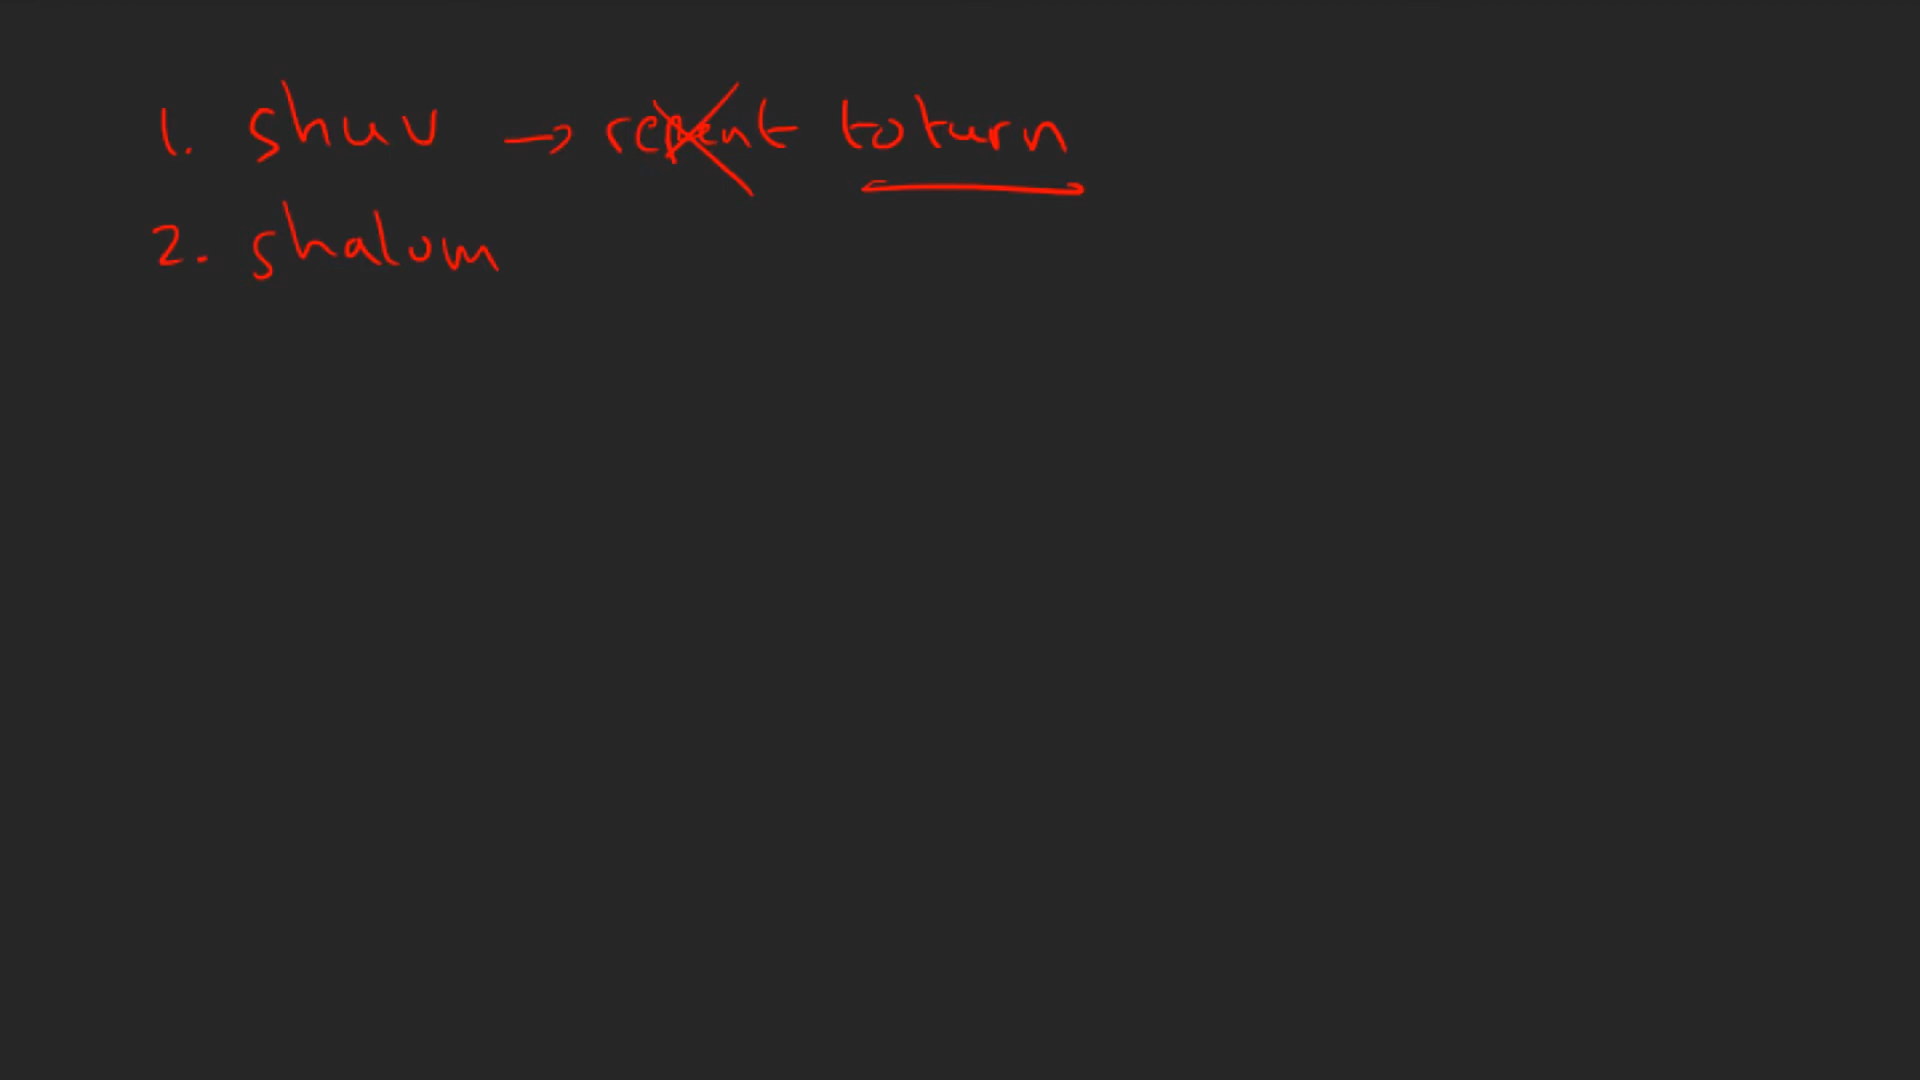 1. shuv → repent to turn
2. shalom